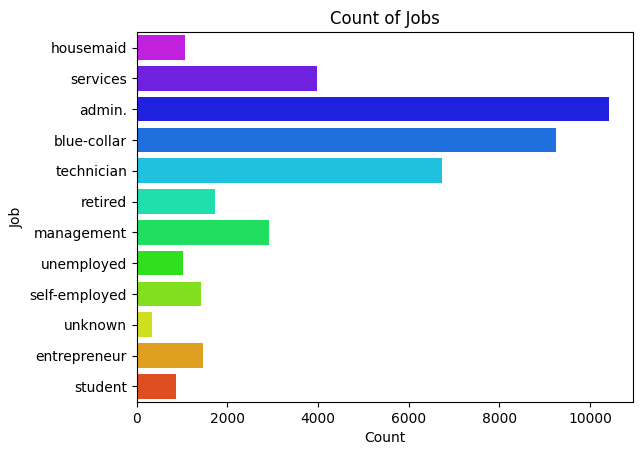 Count of Jobs
Job
housemaid
services
admin.
blue-collar
technician
retired
management
unemployed
self-employed
unknown
entrepreneur
student
0 2000 4000 6000 8000 10000
Count